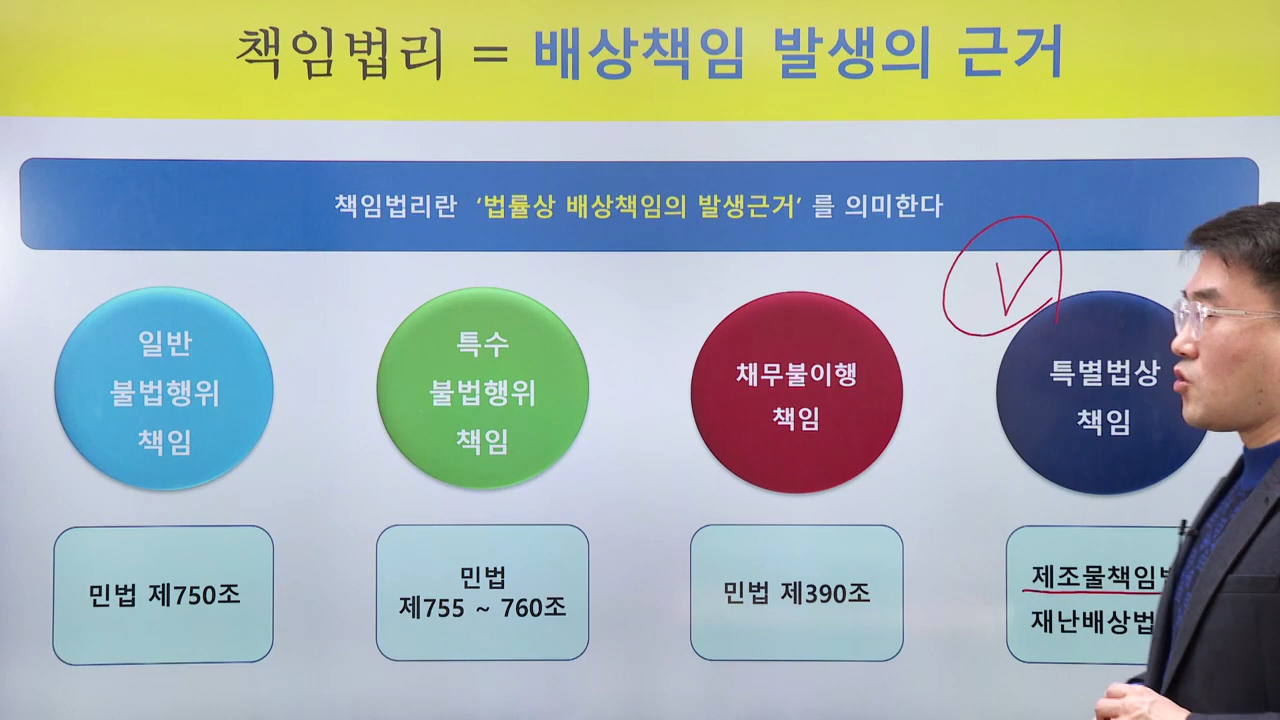 책임법리 = 배상책임 발생의 근거
책임법리란 '법률상 배상책임의 발생근거' 를 의미한다
일반
불법행위
책임
특수
불법행위
책임
채무불이행
책임
특별법상
책임
민법 제750조
민법
제755 ~ 760조
민법 제390조
제조물책임법
재난배상법